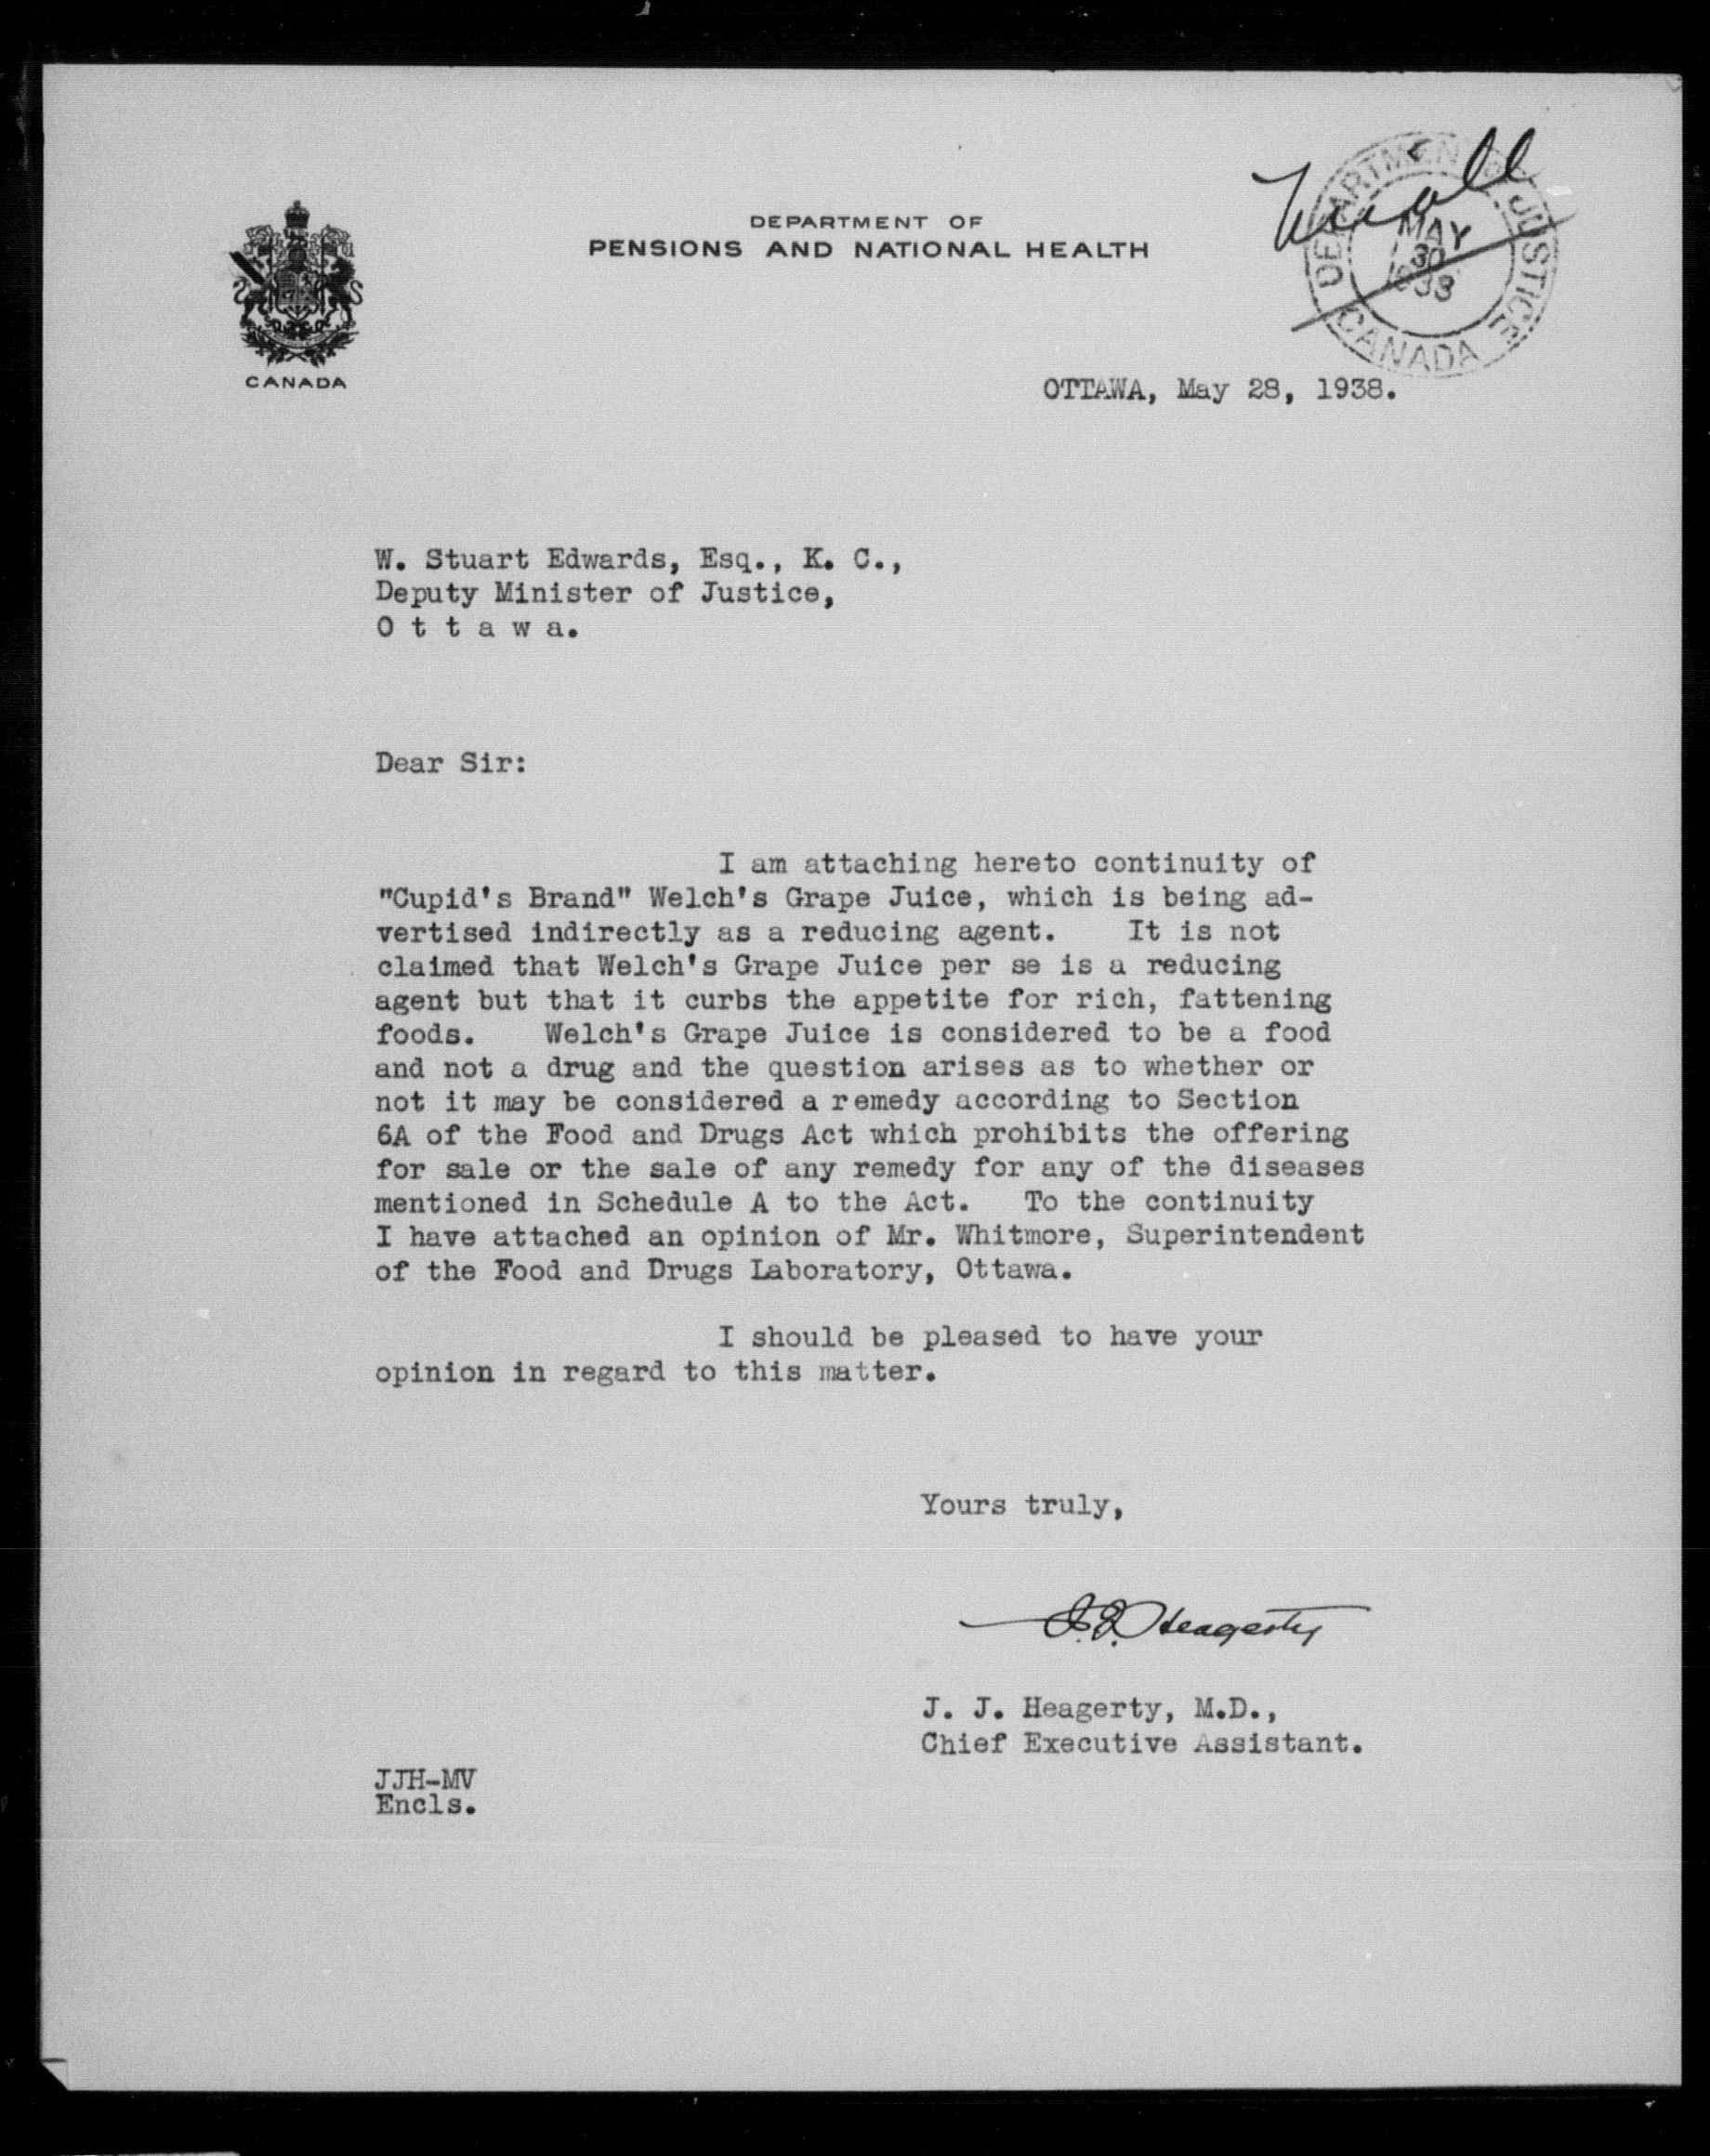 DEPARTMENT OF
PENSIONS AND NATIONAL HEALTH
CANADA
DEPARTMENT OF JUSTICE
MAY
30
1938
CANADA
OTTAWA, May 28, 1938.
W. Stuart Edwards, Esq., K. C.,
Deputy Minister of Justice,
O t t a w a.
Dear Sir:
I am attaching hereto continuity of
"Cupid's Brand" Welch's Grape Juice, which is being ad-
vertised indirectly as a reducing agent. It is not
claimed that Welch's Grape Juice per se is a reducing
agent but that it curbs the appetite for rich, fattening
foods. Welch's Grape Juice is considered to be a food
and not a drug and the question arises as to whether or
not it may be considered a remedy according to Section
6A of the Food and Drugs Act which prohibits the offering
for sale or the sale of any remedy for any of the diseases
mentioned in Schedule A to the Act. To the continuity
I have attached an opinion of Mr. Whitmore, Superintendent
of the Food and Drugs Laboratory, Ottawa.
I should be pleased to have your
opinion in regard to this matter.
Yours truly,
J. J. Heagerty
J. J. Heagerty, M.D.,
Chief Executive Assistant.
JJH-MV
Encls.